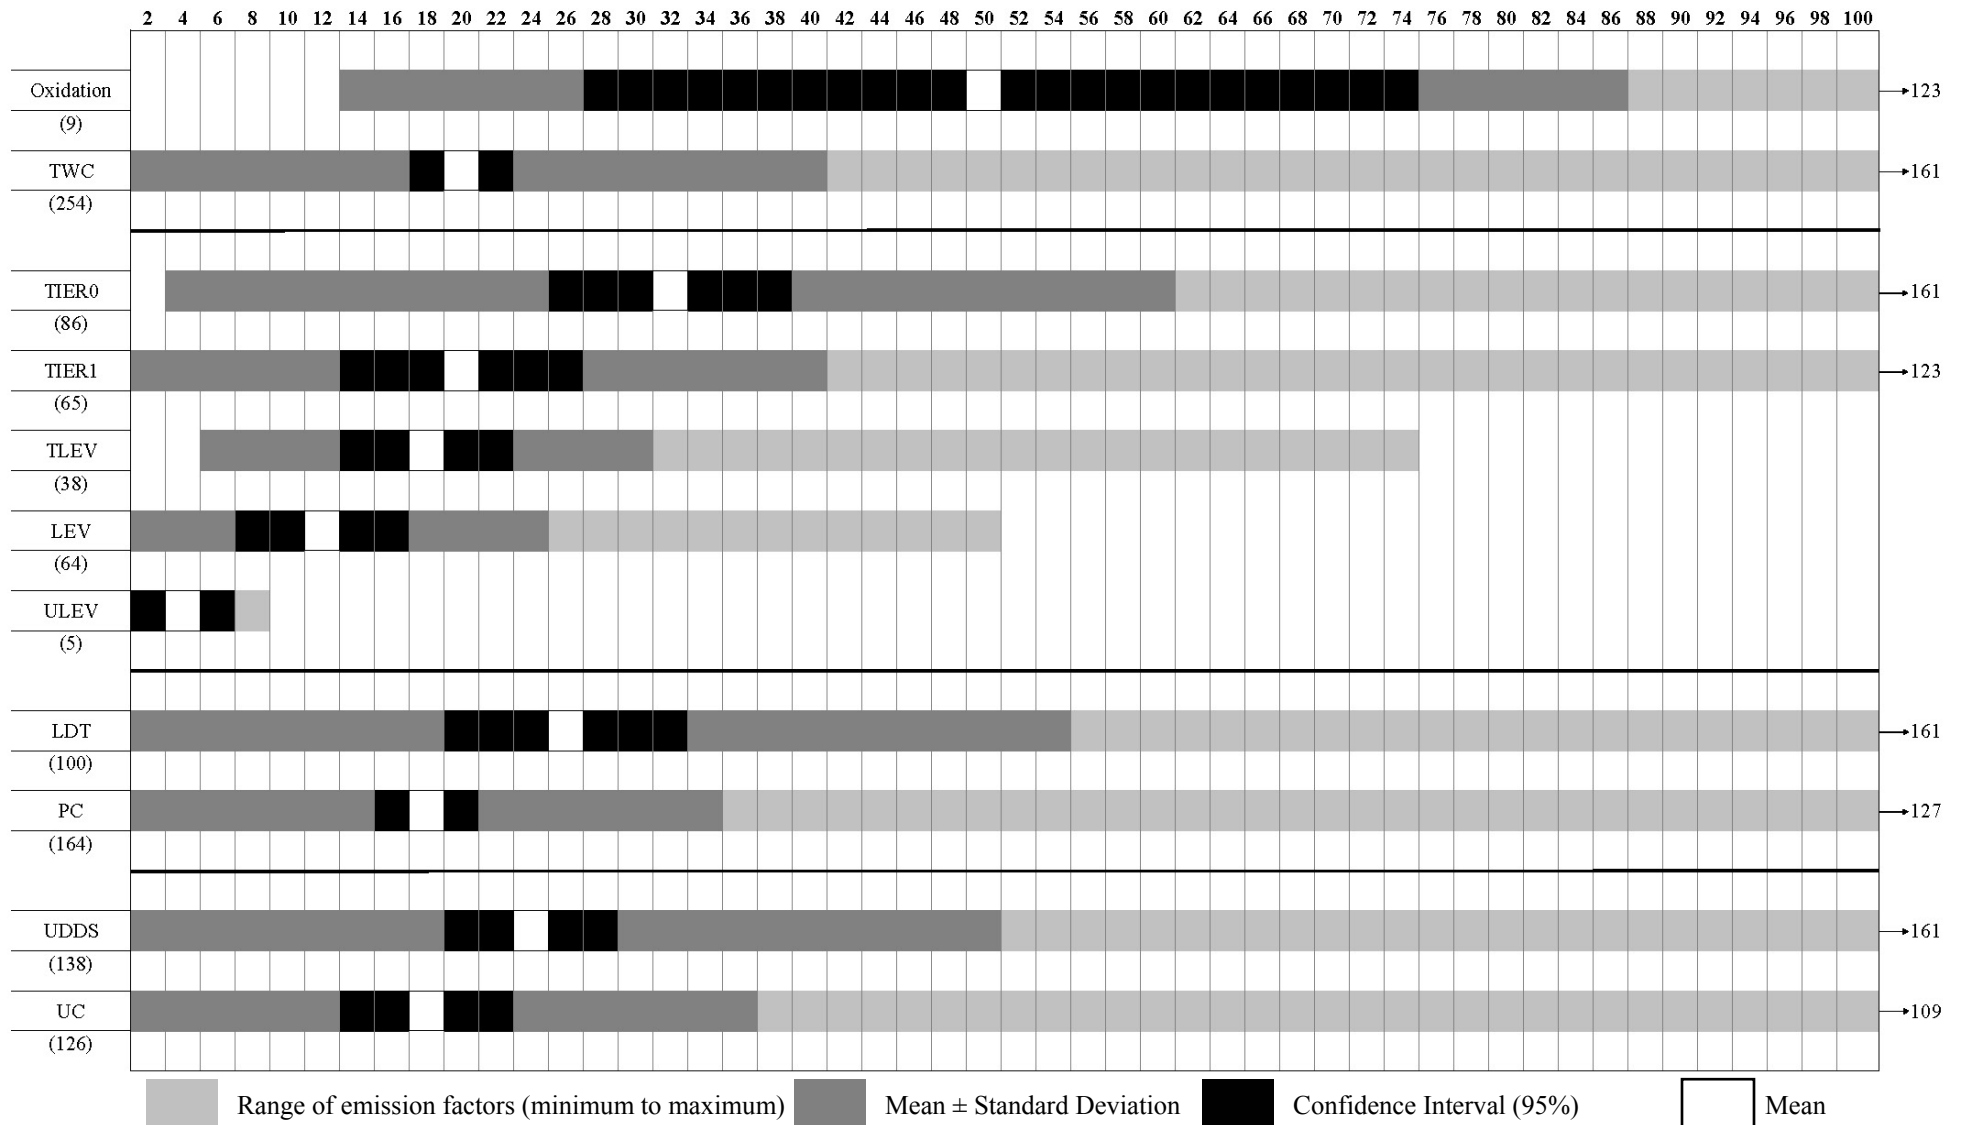 2 4 6 8 10 12 14 16 18 20 22 24 26 28 30 32 34 36 38 42 44 46 48 50 52 54 56 58 60 62 64 66 68 70 72 74 76 78 80 82 84 86 88 90 92 94 96 98 100
Oxidation
123
(9)
TWC
161
(254)
TIER0
161
(86)
TIER1
123
(65)
TLEV
(38)
LEV
(64)
ULEV
(5)
LDT
161
(100)
PC
127
(164)
UDDS
161
(138)
UC
109
(126)
Range of emission factors (minimum to maximum) Mean ± Standard Deviation Confidence Interval (95%) Mean